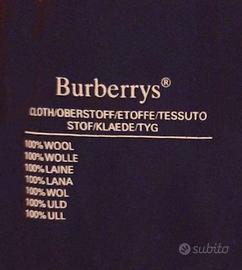 Burberrys®
CLOTH/OBERSTOFF/ETOFFE/TESSUTO
STOF/KLAEDE/TYG
100% WOOL
100% WOLLE
100% LAINE
100% LANA
100% WOL
100% ULD
100% ULL
subito